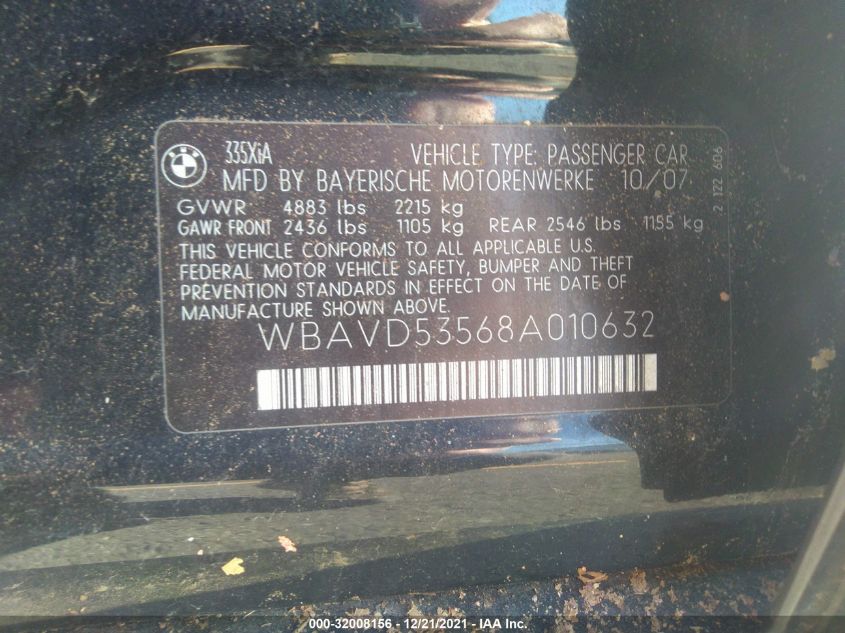 335XiA VEHICLE TYPE: PASSENGER CAR
MFD BY BAYERISCHE MOTORENWERKE 10/07
GVWR 4883 lbs 2215 kg
GAWR FRONT 2436 lbs 1105 kg REAR 2546 lbs 1155 kg
THIS VEHICLE CONFORMS TO ALL APPLICABLE U.S.
FEDERAL MOTOR VEHICLE SAFETY, BUMPER AND THEFT
PREVENTION STANDARDS IN EFFECT ON THE DATE OF
MANUFACTURE SHOWN ABOVE.
WBAVD53568A010632
2 122 606
BMW
000-32008156 - 12/21/2021 - IAA Inc.